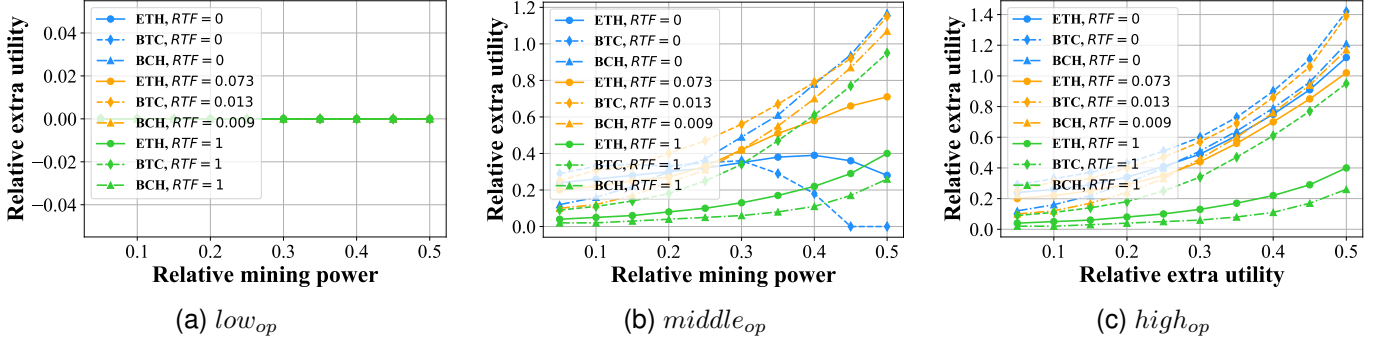 Relative extra utility
0.04
0.02
0.00
−0.02
−0.04
ETH, RTF = 0
BTC, RTF = 0
BCH, RTF = 0
ETH, RTF = 0.073
BTC, RTF = 0.013
BCH, RTF = 0.009
ETH, RTF = 1
BTC, RTF = 1
BCH, RTF = 1
0.1 0.2 0.3 0.4 0.5
Relative mining power
(a) low_op
Relative extra utility
1.2
1.0
0.8
0.6
0.4
0.2
0.0
ETH, RTF = 0
BTC, RTF = 0
BCH, RTF = 0
ETH, RTF = 0.073
BTC, RTF = 0.013
BCH, RTF = 0.009
ETH, RTF = 1
BTC, RTF = 1
BCH, RTF = 1
0.1 0.2 0.3 0.4 0.5
Relative mining power
(b) middle_op
Relative extra utility
1.4
1.2
1.0
0.8
0.6
0.4
0.2
0.0
ETH, RTF = 0
BTC, RTF = 0
BCH, RTF = 0
ETH, RTF = 0.073
BTC, RTF = 0.013
BCH, RTF = 0.009
ETH, RTF = 1
BTC, RTF = 1
BCH, RTF = 1
0.1 0.2 0.3 0.4 0.5
Relative extra utility
(c) high_op